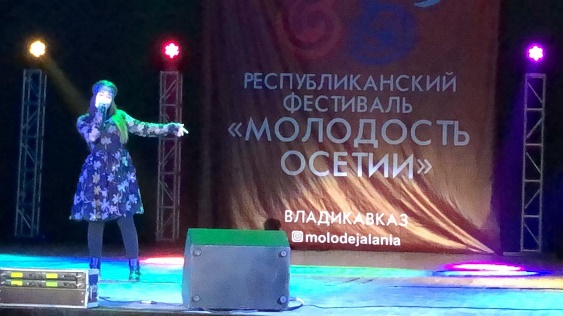 РЕСПУБЛИКАНСКИЙ
ФЕСТИВАЛЬ
«МОЛОДОСТЬ
ОСЕТИИ»
ВЛАДИКАВКАЗ
molodejalania